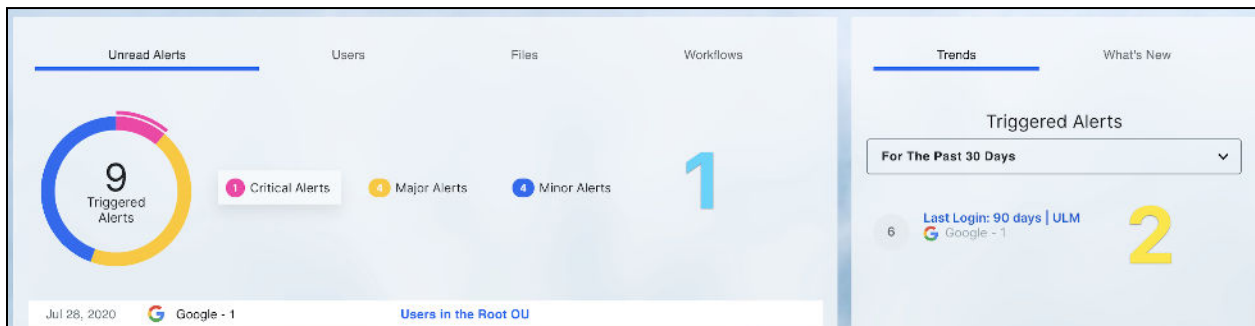 Unread Alerts Users Files Workflows
9
Triggered
Alerts
1 Critical Alerts 4 Major Alerts 4 Minor Alerts
1
Jul 28, 2020 Google - 1 Users in the Root OU
Trends What's New
Triggered Alerts
For The Past 30 Days
6 Last Login: 90 days | ULM
Google - 1
2